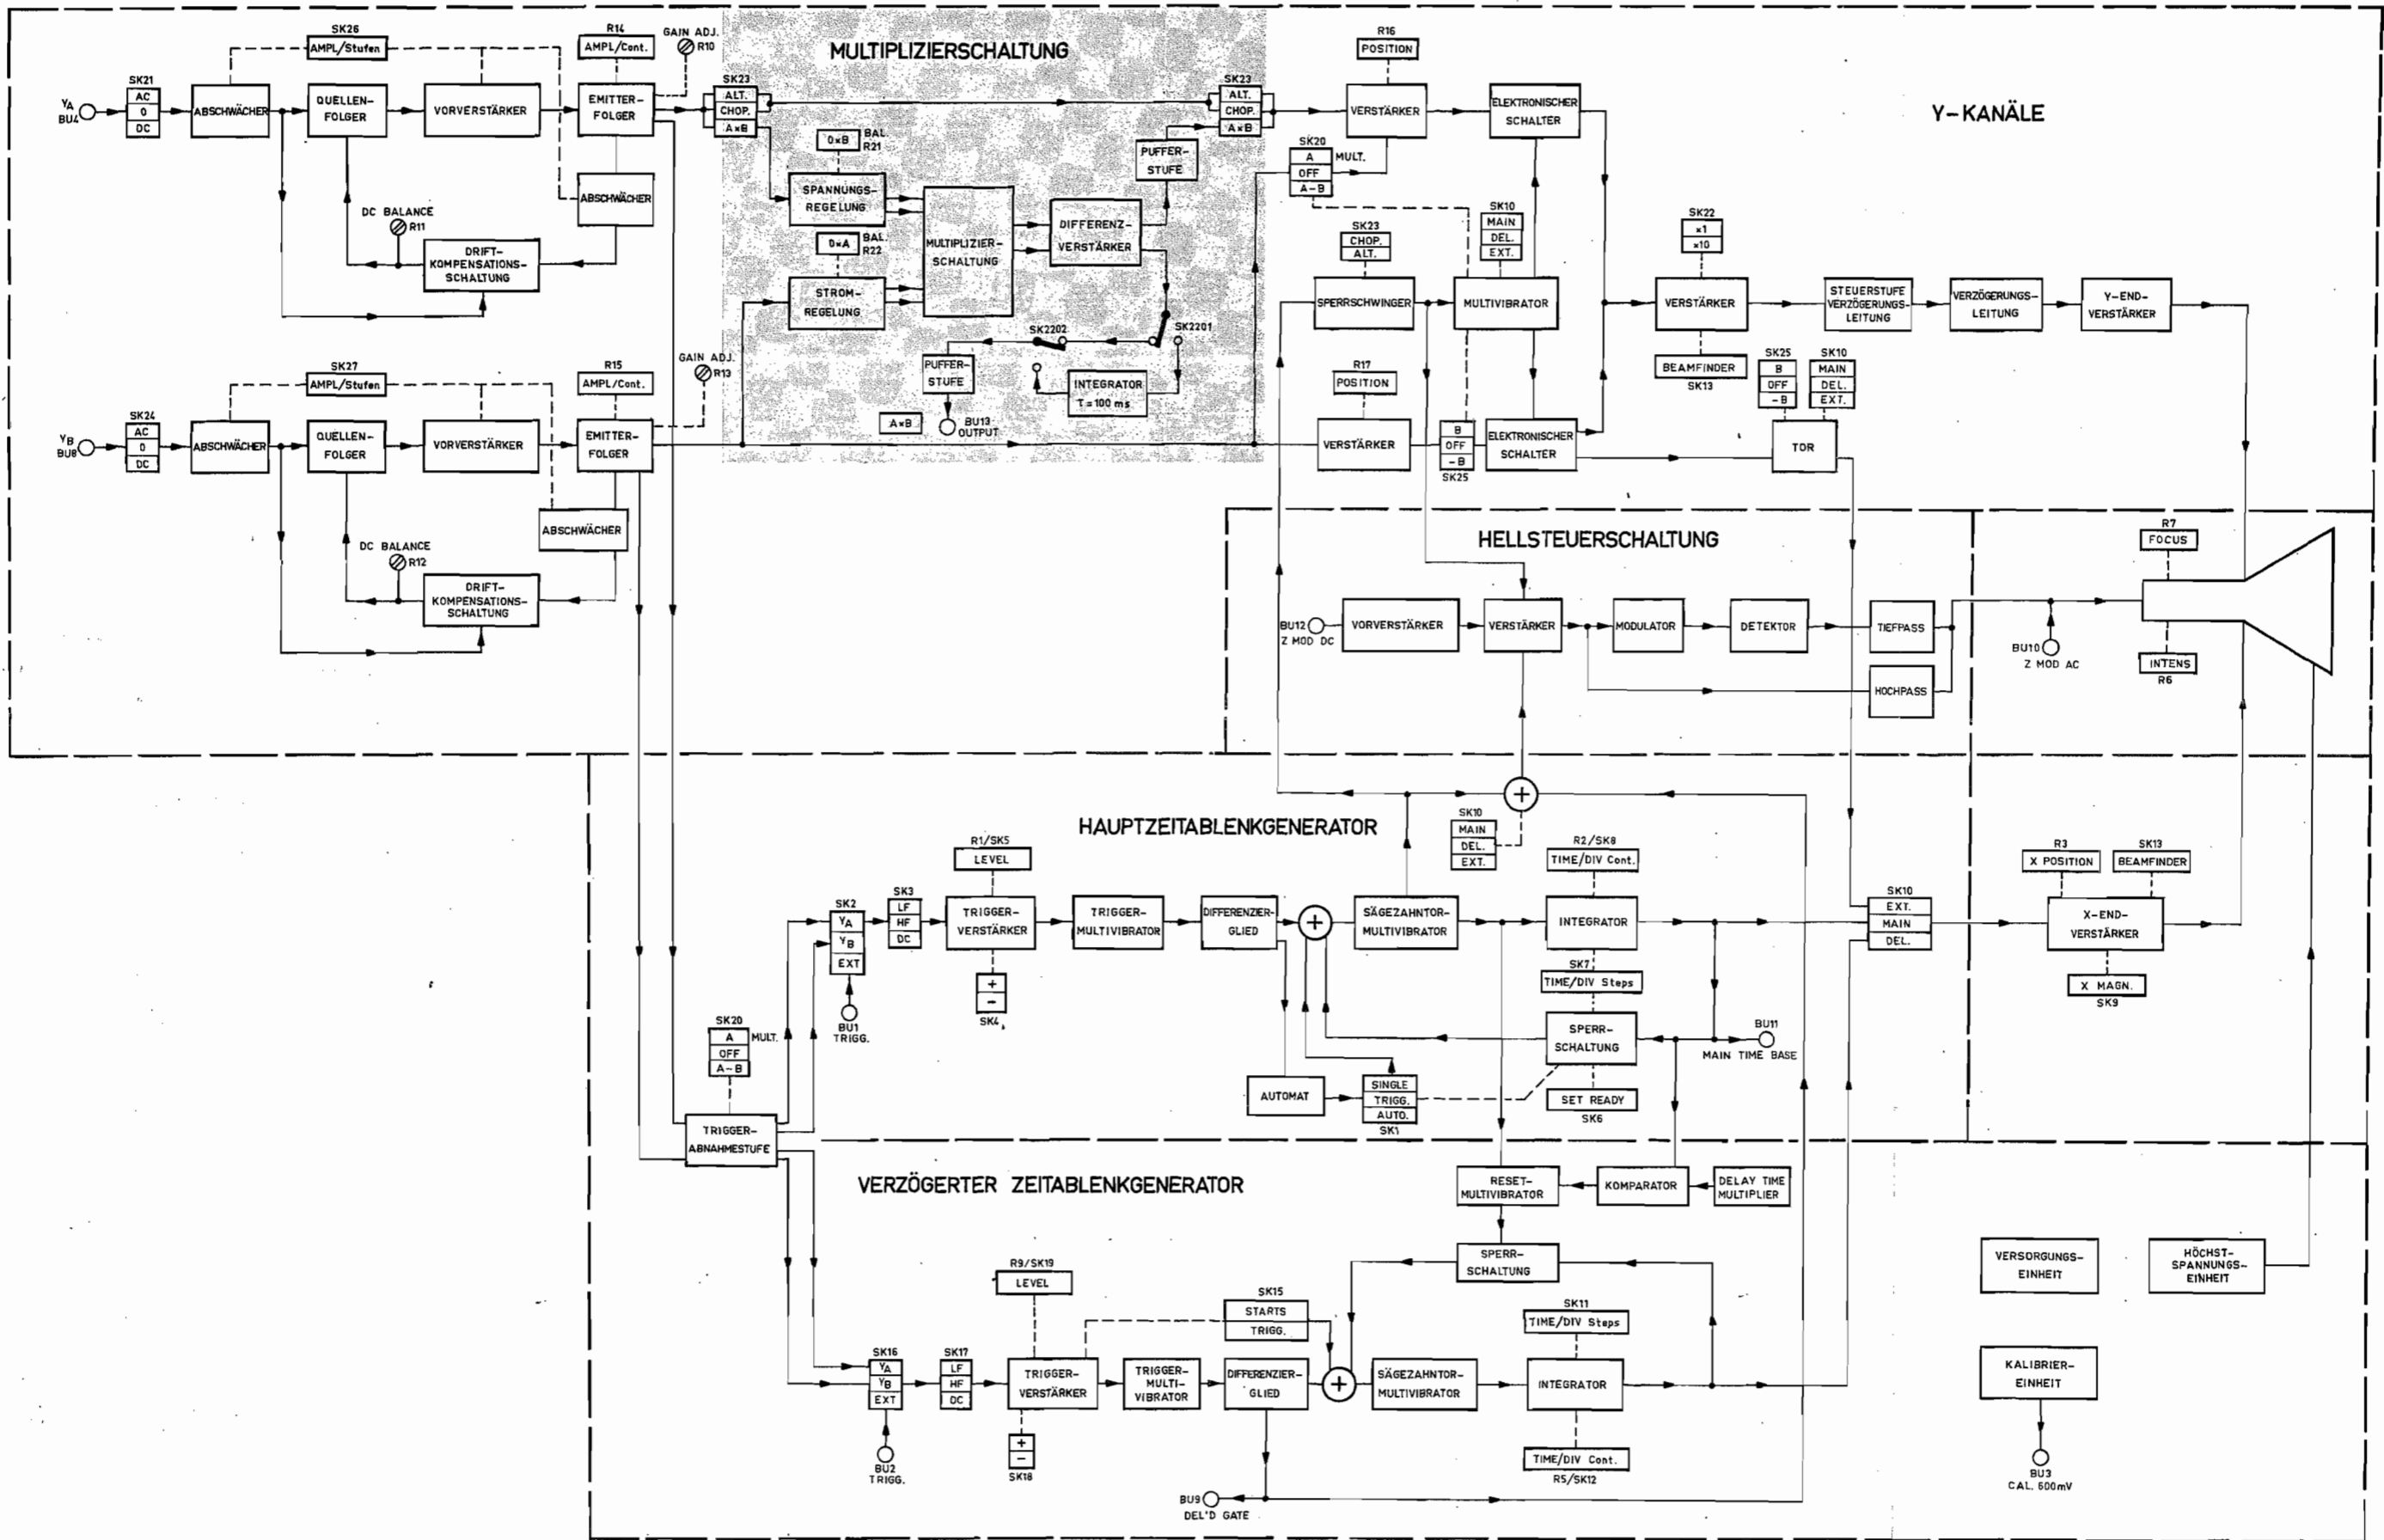 MULTIPLIZIERSCHALTUNG
Y-KANÄLE
SK26
AMPL/Stufen
R14
AMPL/Cont.
GAIN ADJ.
R10
YA
BU4
SK21
AC
0
DC
ABSCHWÄCHER
QUELLEN-
FOLGER
VORVERSTÄRKER
EMITTER-
FOLGER
ABSCHWÄCHER
DC BALANCE
R11
DRIFT-
KOMPENSATIONS-
SCHALTUNG
SK23
ALT.
CHOP.
A×B
0×B
BAL.
R21
SPANNUNGS-
REGELUNG
0×A
BAL.
R22
STROM-
REGELUNG
MULTIPLIZIER-
SCHALTUNG
DIFFERENZ-
VERSTÄRKER
PUFFER-
STUFE
SK23
ALT.
CHOP.
A×B
SK2202
SK2201
PUFFER-
STUFE
INTEGRATOR
T=100 ms
A×B
BU13
OUTPUT
R16
POSITION
VERSTÄRKER
ELEKTRONISCHER
SCHALTER
SK20
A
OFF
A-B
MULT.
SK23
CHOP.
ALT.
SPERRSCHWINGER
SK10
MAIN
DEL.
EXT.
MULTIVIBRATOR
R17
POSITION
VERSTÄRKER
B
OFF
-B
SK25
ELEKTRONISCHER
SCHALTER
SK22
×1
×10
VERSTÄRKER
BEAMFINDER
SK13
STEUERSTUFE
VERZÖGERUNGS-
LEITUNG
VERZÖGERUNGS-
LEITUNG
Y-END-
VERSTÄRKER
SK25
B
OFF
-B
SK10
MAIN
DEL.
EXT.
TOR
SK27
AMPL/Stufen
R15
AMPL/Cont.
GAIN ADJ.
R13
YB
BU8
SK24
AC
0
DC
ABSCHWÄCHER
QUELLEN-
FOLGER
VORVERSTÄRKER
EMITTER-
FOLGER
ABSCHWÄCHER
DC BALANCE
R12
DRIFT-
KOMPENSATIONS-
SCHALTUNG
HELLSTEUERSCHALTUNG
BU12
Z MOD DC
VORVERSTÄRKER
VERSTÄRKER
MODULATOR
DETEKTOR
TIEFPASS
HOCHPASS
R7
FOCUS
BU10
Z MOD AC
INTENS
R6
HAUPTZEITABLENKGENERATOR
SK10
MAIN
DEL.
EXT.
R1/SK5
LEVEL
R2/SK8
TIME/DIV Cont.
SK2
YA
YB
EXT
BU1
TRIGG.
SK3
LF
HF
DC
TRIGGER-
VERSTÄRKER
+
-
SK4
TRIGGER-
MULTIVIBRATOR
DIFFERENZIER-
GLIED
+
SÄGEZAHNTOR-
MULTIVIBRATOR
INTEGRATOR
SK7
TIME/DIV Steps
SPERR-
SCHALTUNG
SET READY
SK6
AUTOMAT
SINGLE
TRIGG.
AUTO.
SK1
BU11
MAIN TIME BASE
SK10
EXT.
MAIN
DEL.
R3
X POSITION
SK13
BEAMFINDER
X-END-
VERSTÄRKER
X MAGN.
SK9
SK20
A
OFF
A-B
MULT.
TRIGGER-
ABNAHMESTUFE
VERZÖGERTER ZEITABLENKGENERATOR
RESET-
MULTIVIBRATOR
KOMPARATOR
DELAY TIME
MULTIPLIER
SPERR-
SCHALTUNG
R9/SK19
LEVEL
SK15
STARTS
TRIGG.
SK11
TIME/DIV Steps
SK16
YA
YB
EXT
BU2
TRIGG.
SK17
LF
HF
DC
TRIGGER-
VERSTÄRKER
+
-
SK18
TRIGGER-
MULTI-
VIBRATOR
DIFFERENZIER-
GLIED
+
SÄGEZAHNTOR-
MULTIVIBRATOR
INTEGRATOR
TIME/DIV Cont.
R5/SK12
BU9
DEL'D GATE
VERSORGUNGS-
EINHEIT
HÖCHST-
SPANNUNGS-
EINHEIT
KALIBRIER-
EINHEIT
BU3
CAL. 600mV
+